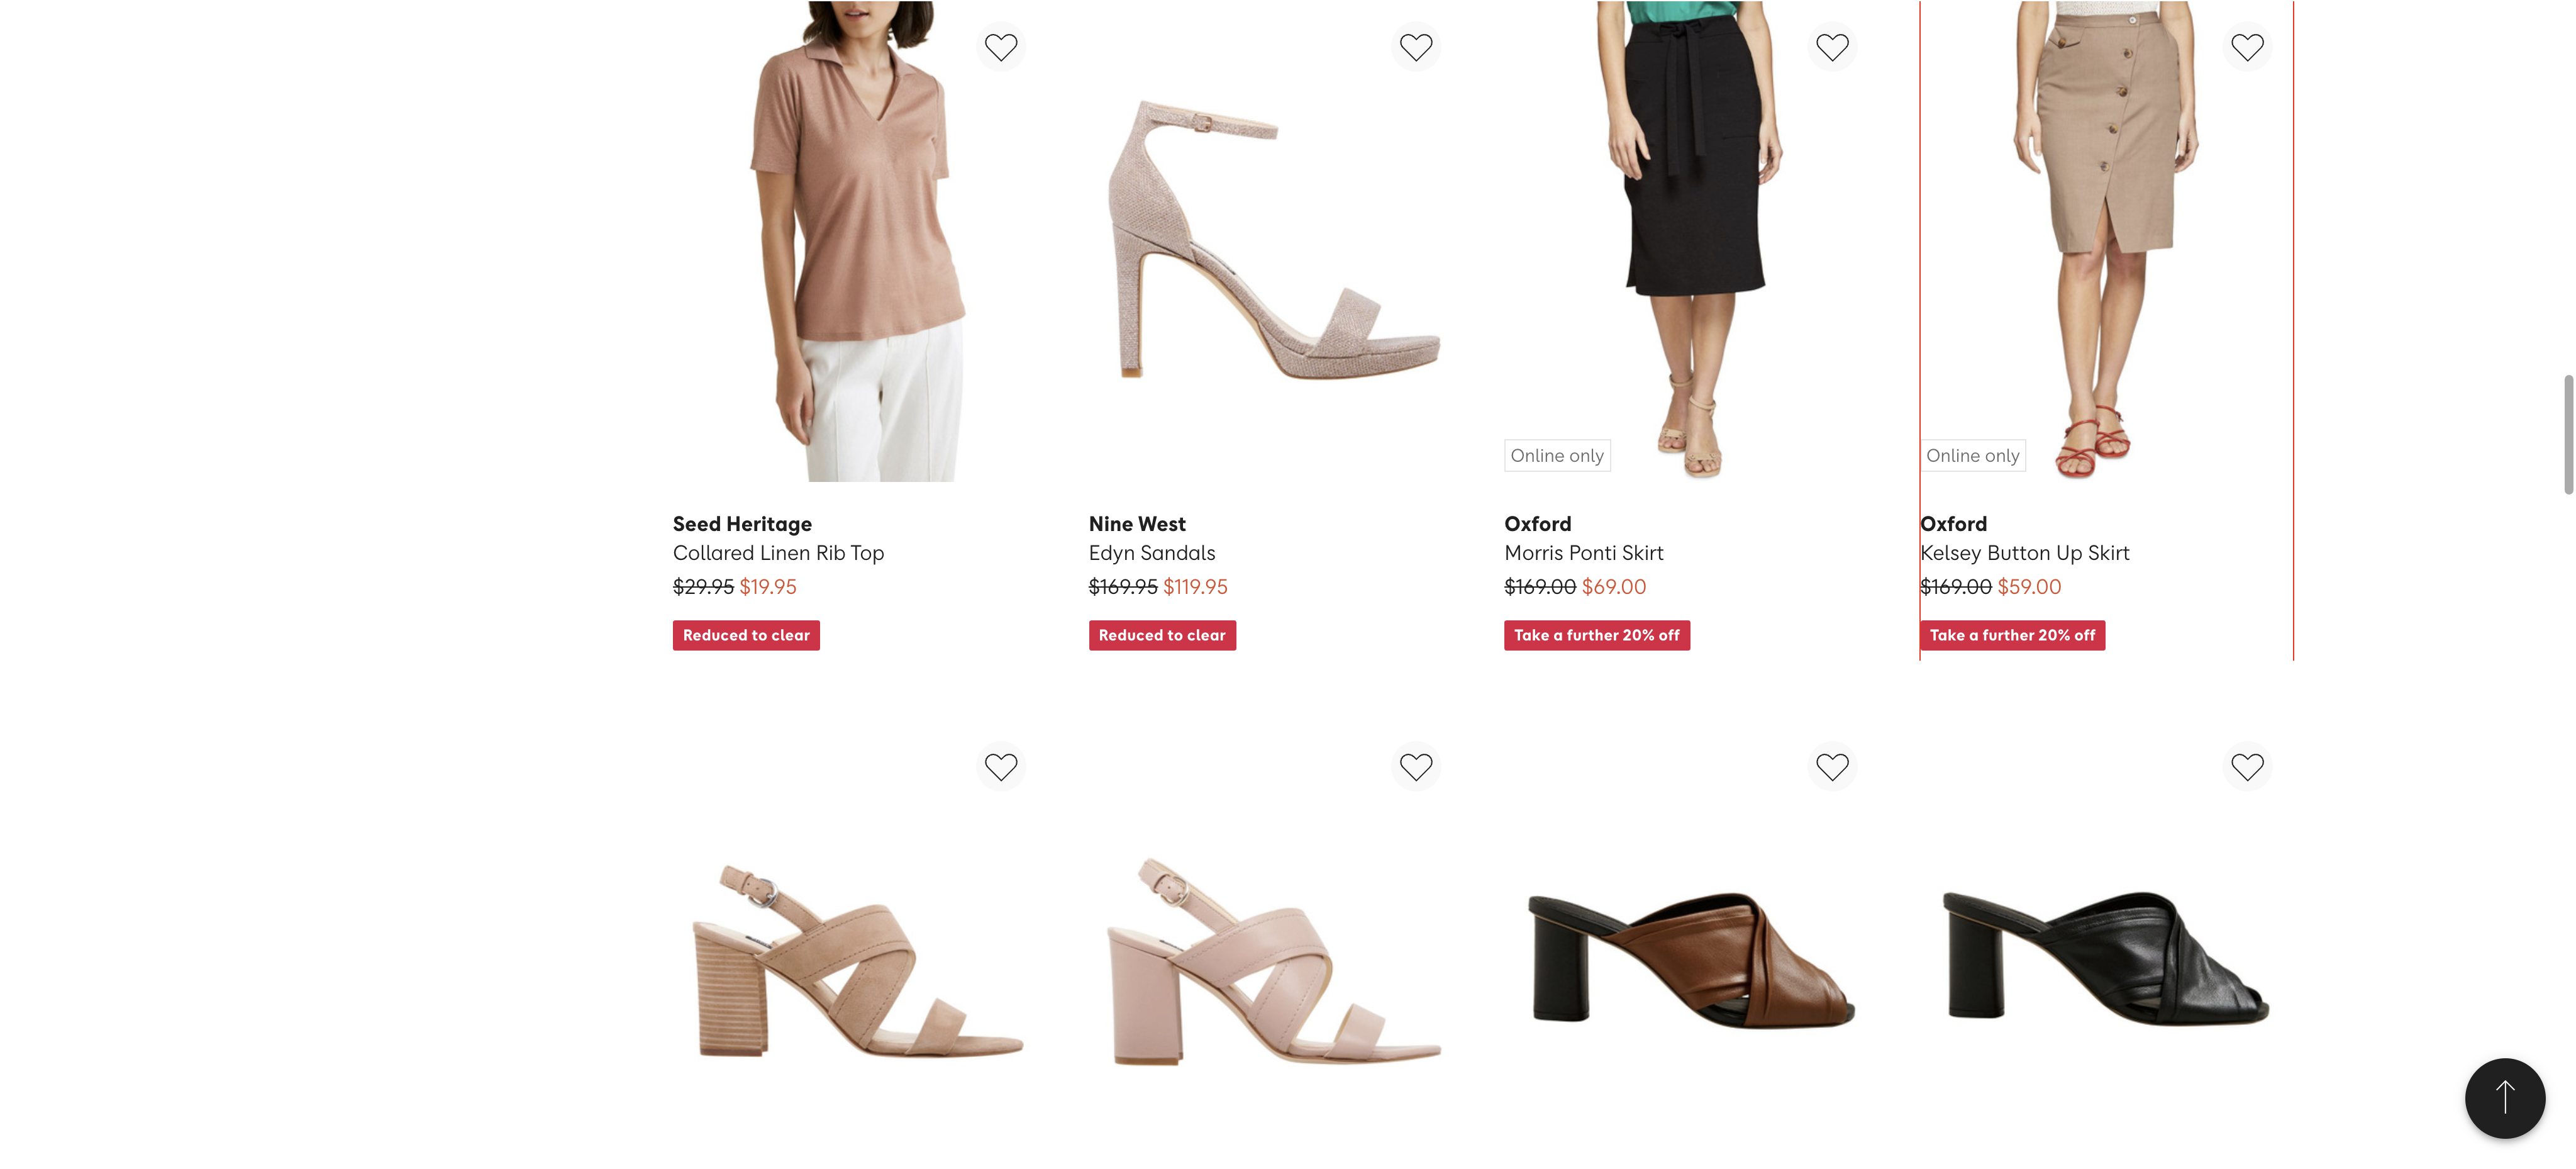 Online only
Online only
Seed Heritage
Collared Linen Rib Top
$29.95 $19.95
Reduced to clear
Nine West
Edyn Sandals
$169.95 $119.95
Reduced to clear
Oxford
Morris Ponti Skirt
$169.00 $69.00
Take a further 20% off
Oxford
Kelsey Button Up Skirt
$169.00 $59.00
Take a further 20% off